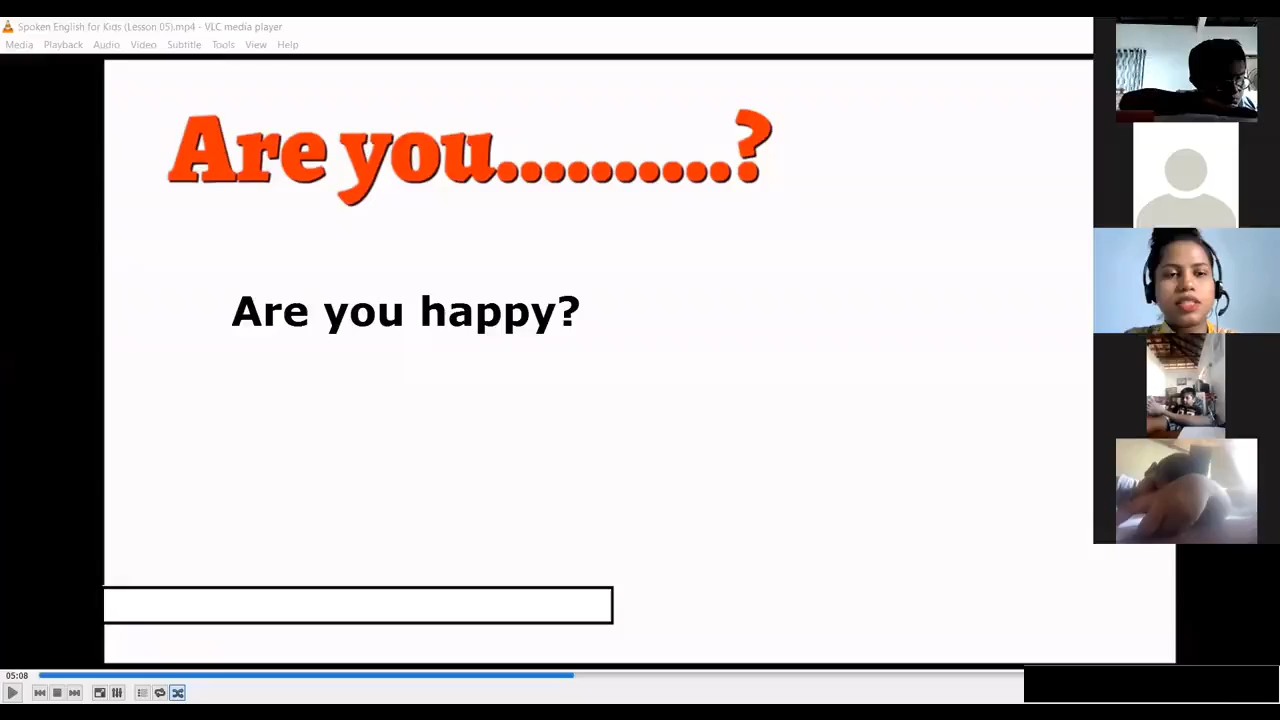 Spoken English for Kids (Lesson 05).mp4 - VLC media player
Media Playback Audio Video Subtitle Tools View Help
Are you..........?
Are you happy?
05:08